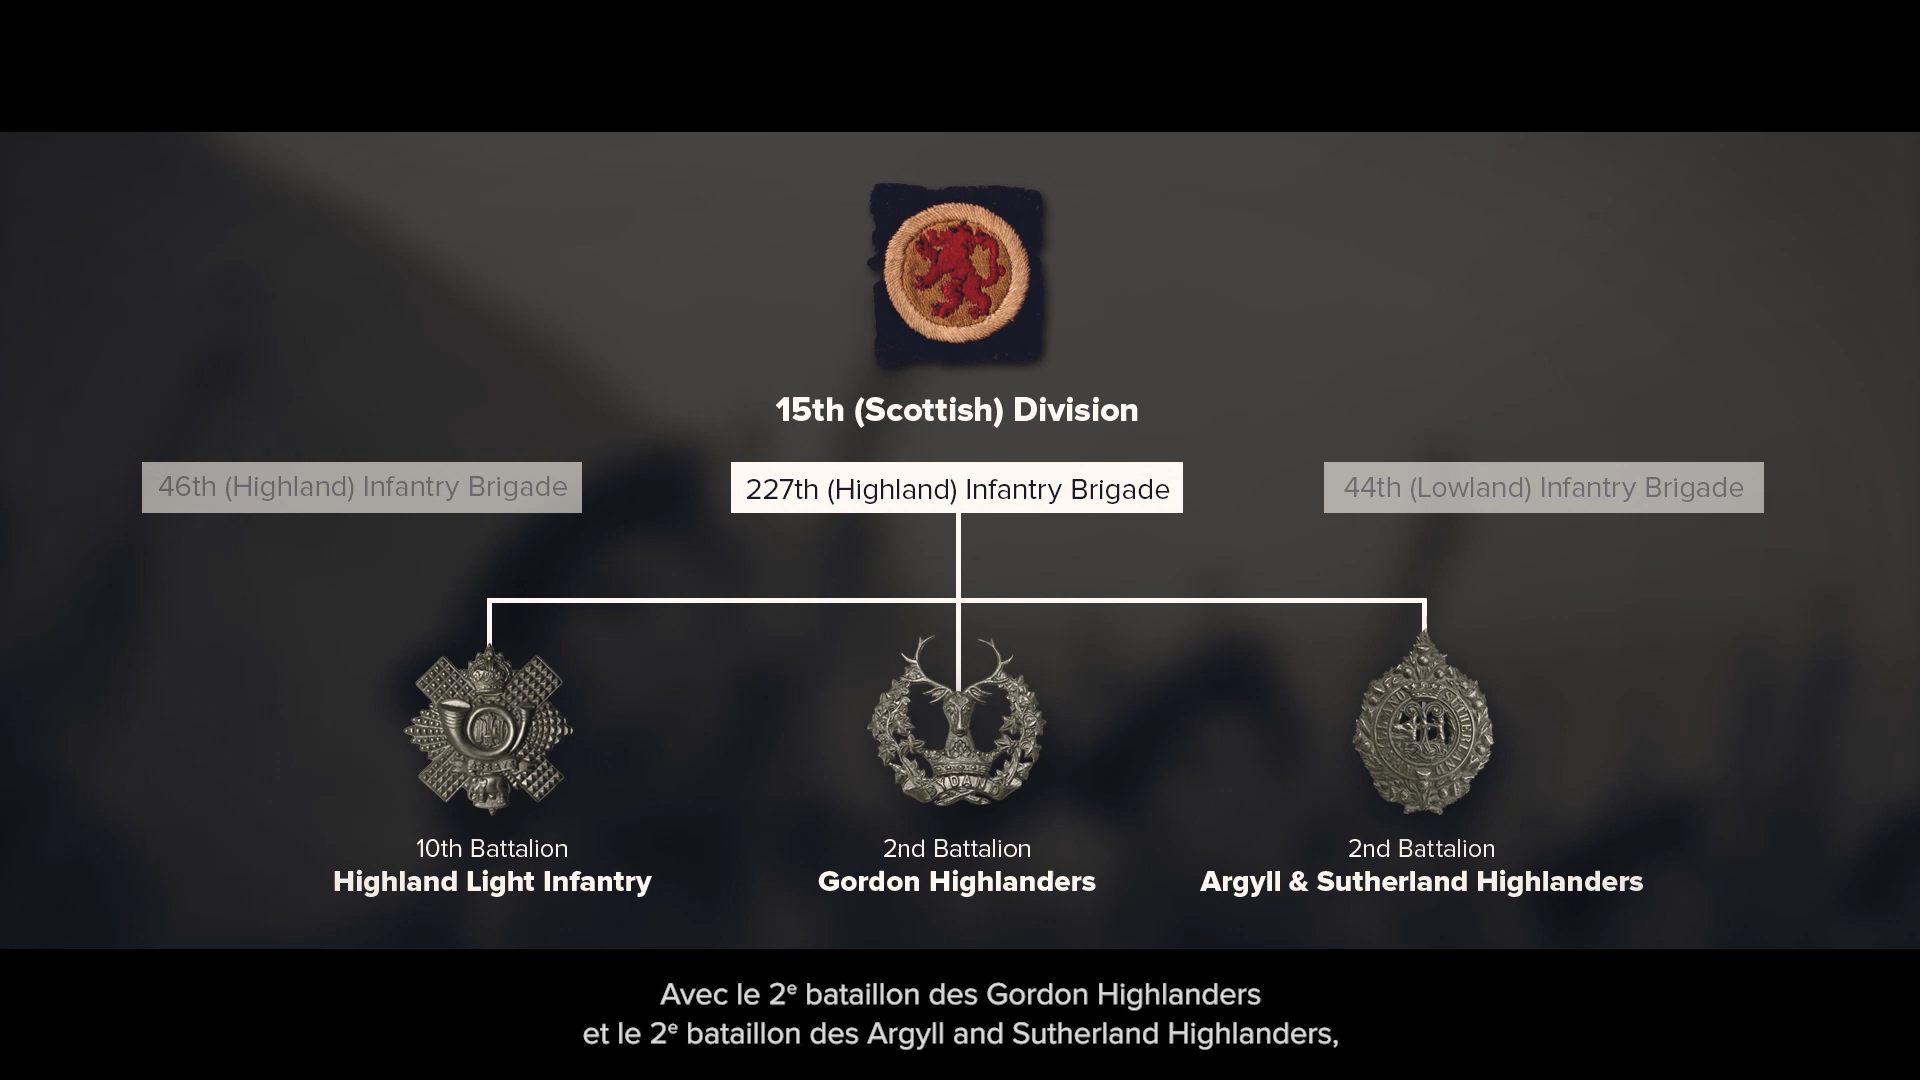 15th (Scottish) Division
46th (Highland) Infantry Brigade
227th (Highland) Infantry Brigade
44th (Lowland) Infantry Brigade
BYDAND
SUTHERLAND
10th Battalion
Highland Light Infantry
2nd Battalion
Gordon Highlanders
2nd Battalion
Argyll & Sutherland Highlanders
Avec le 2ᵉ bataillon des Gordon Highlanders
et le 2ᵉ bataillon des Argyll and Sutherland Highlanders,